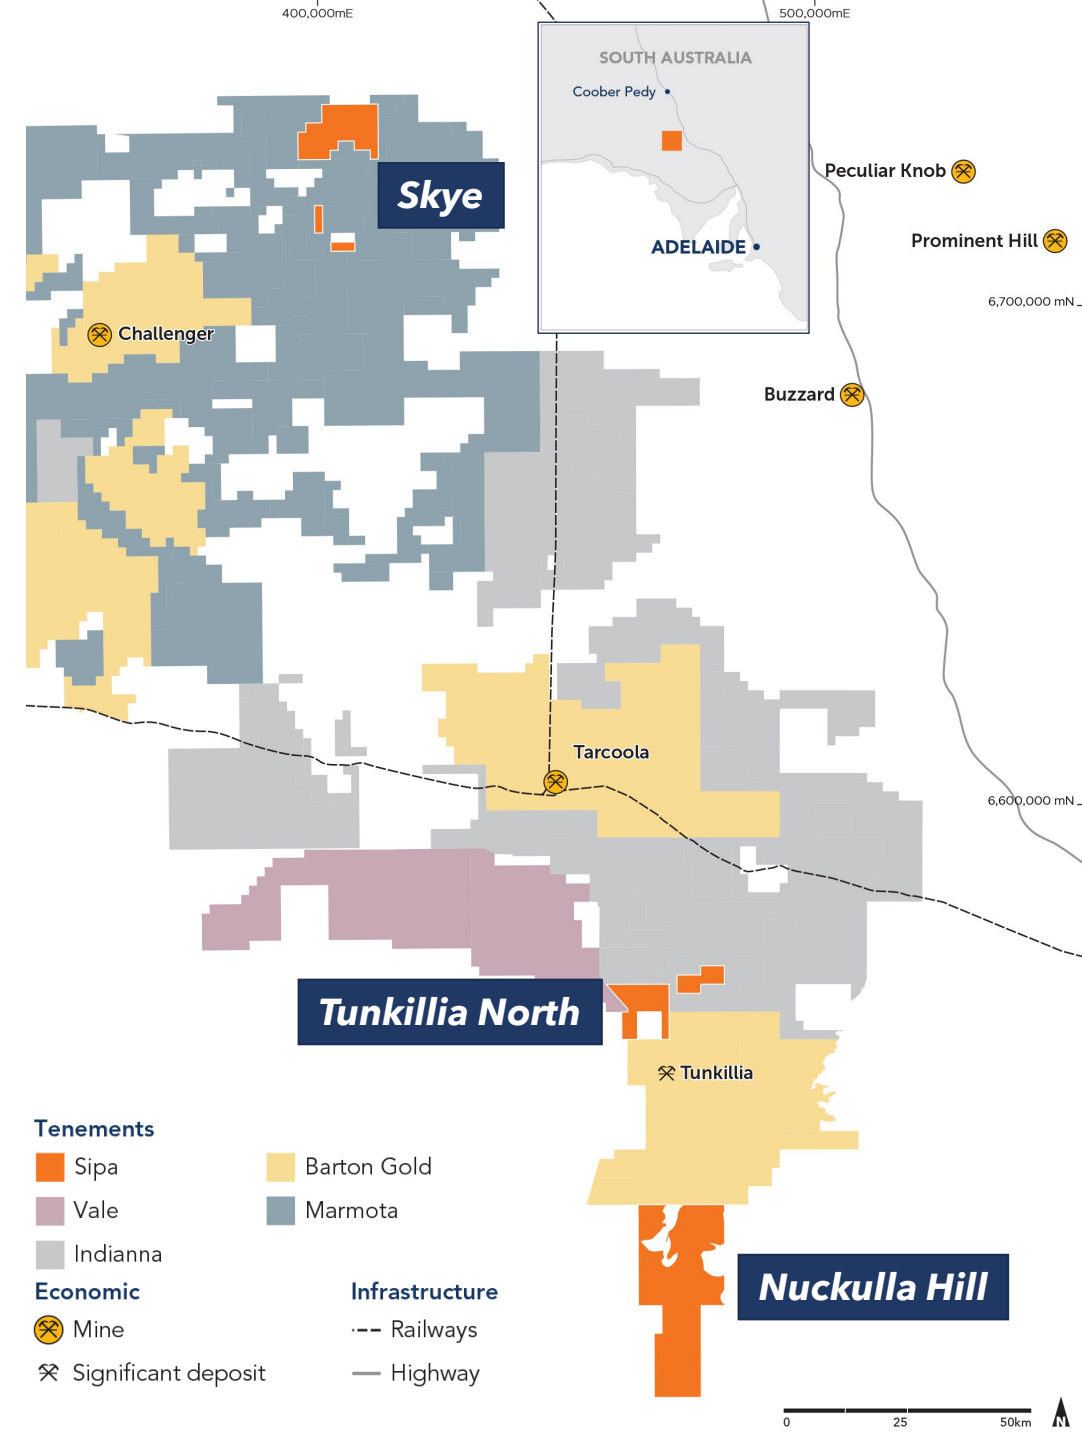 400,000mE
500,000mE
SOUTH AUSTRALIA
Coober Pedy
ADELAIDE
Peculiar Knob
Skye
Prominent Hill
6,700,000 mN
Challenger
Buzzard
Tarcoola
6,600,000 mN
Tunkillia North
Tunkillia
Tenements
Sipa
Barton Gold
Vale
Marmota
Indianna
Nuckulla Hill
Economic
Infrastructure
Mine
Railways
Significant deposit
Highway
0 25 50km
N